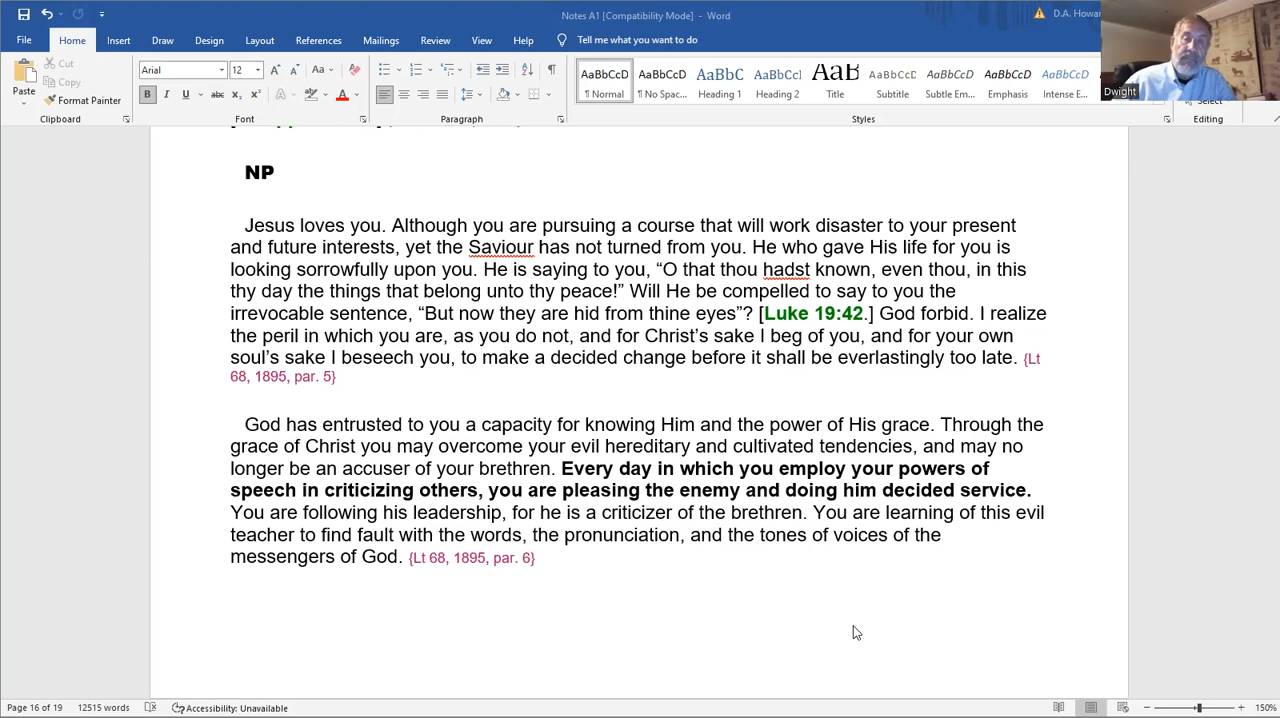 Notes A1 [Compatibility Mode] - Word
D.A. Howar
File Home Insert Draw Design Layout References Mailings Review View Help Tell me what you want to do
Paste
Cut
Copy
Format Painter
Arial 12
AaBbCcD AaBbCcD AaBbC AaBbCcI AaB AaBbCcD AaBbCcD AaBbCcD AaBbCcD
¶ Normal ¶ No Spac... Heading 1 Heading 2 Title Subtitle Subtle Em... Emphasis Intense E...
Select
Dwight
Clipboard Font Paragraph Styles Editing
NP
Jesus loves you. Although you are pursuing a course that will work disaster to your present
and future interests, yet the Saviour has not turned from you. He who gave His life for you is
looking sorrowfully upon you. He is saying to you, “O that thou hadst known, even thou, in this
thy day the things that belong unto thy peace!” Will He be compelled to say to you the
irrevocable sentence, “But now they are hid from thine eyes”? [Luke 19:42.] God forbid. I realize
the peril in which you are, as you do not, and for Christ’s sake I beg of you, and for your own
soul’s sake I beseech you, to make a decided change before it shall be everlastingly too late. {Lt
68, 1895, par. 5}
God has entrusted to you a capacity for knowing Him and the power of His grace. Through the
grace of Christ you may overcome your evil hereditary and cultivated tendencies, and may no
longer be an accuser of your brethren. Every day in which you employ your powers of
speech in criticizing others, you are pleasing the enemy and doing him decided service.
You are following his leadership, for he is a criticizer of the brethren. You are learning of this evil
teacher to find fault with the words, the pronunciation, and the tones of voices of the
messengers of God. {Lt 68, 1895, par. 6}
Page 16 of 19 12515 words Accessibility: Unavailable 150%